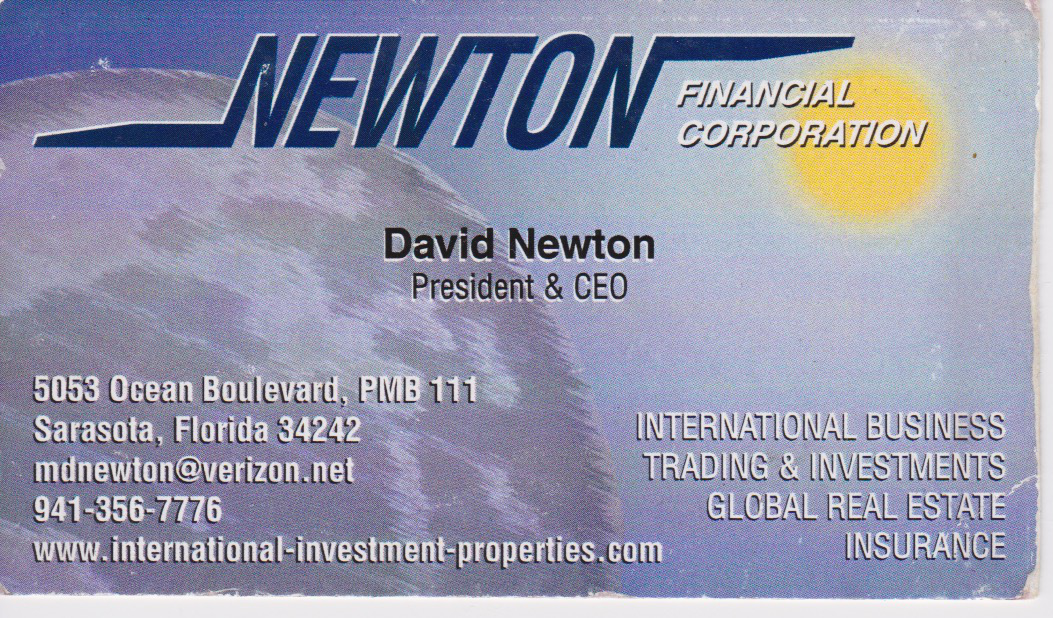 NEWTON
FINANCIAL
CORPORATION
David Newton
President & CEO
5053 Ocean Boulevard, PMB 111
Sarasota, Florida 34242
mdnewton@verizon.net
941-356-7776
www.international-investment-properties.com
INTERNATIONAL BUSINESS
TRADING & INVESTMENTS
GLOBAL REAL ESTATE
INSURANCE